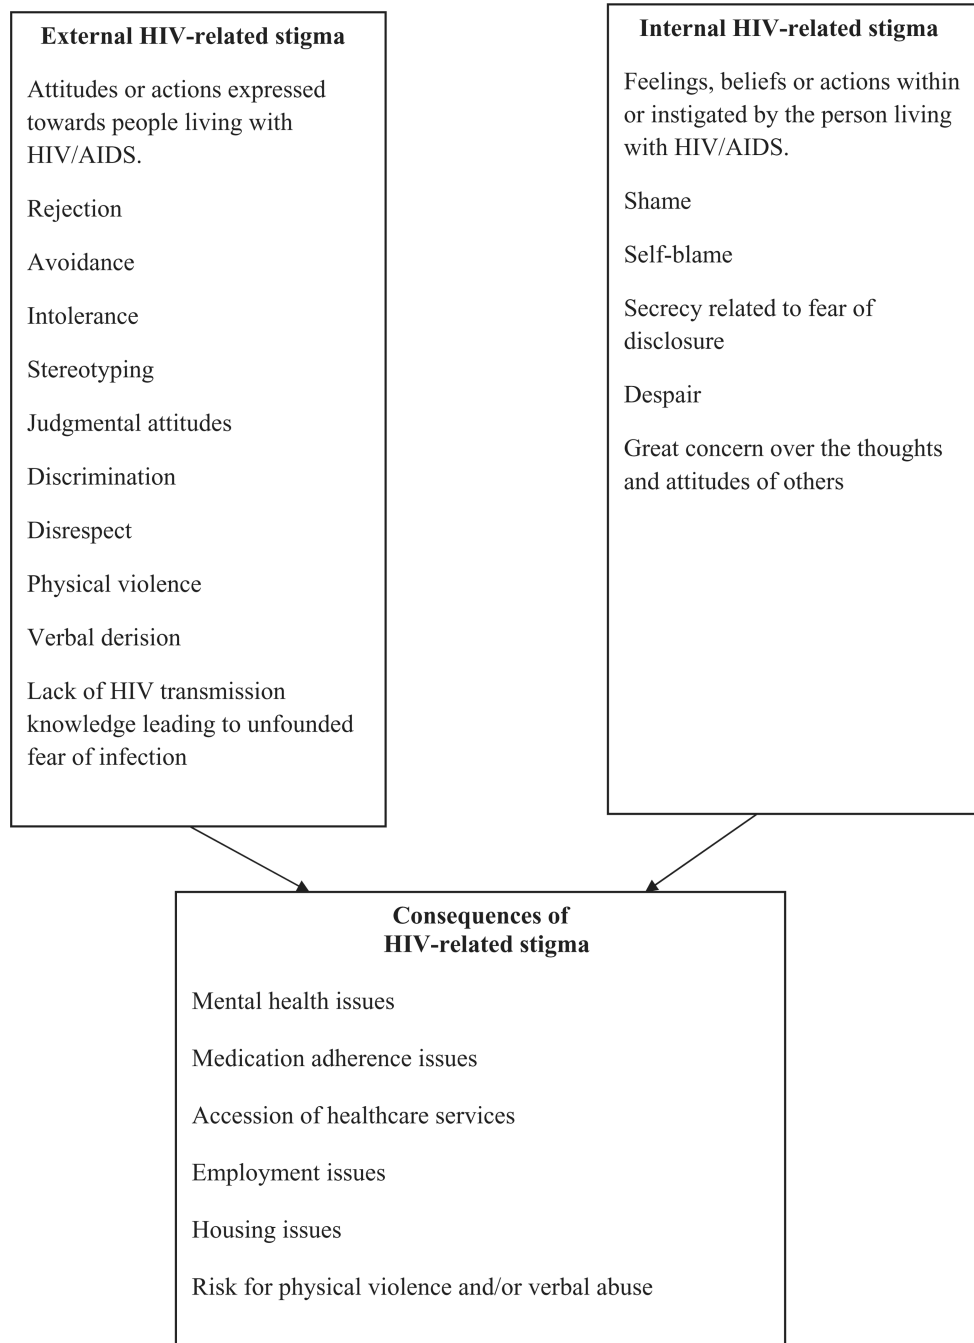 External HIV-related stigma
Attitudes or actions expressed
towards people living with
HIV/AIDS.
Rejection
Avoidance
Intolerance
Stereotyping
Judgmental attitudes
Discrimination
Disrespect
Physical violence
Verbal derision
Lack of HIV transmission
knowledge leading to unfounded
fear of infection
Internal HIV-related stigma
Feelings, beliefs or actions within
or instigated by the person living
with HIV/AIDS.
Shame
Self-blame
Secrecy related to fear of
disclosure
Despair
Great concern over the thoughts
and attitudes of others
Consequences of
HIV-related stigma
Mental health issues
Medication adherence issues
Accession of healthcare services
Employment issues
Housing issues
Risk for physical violence and/or verbal abuse